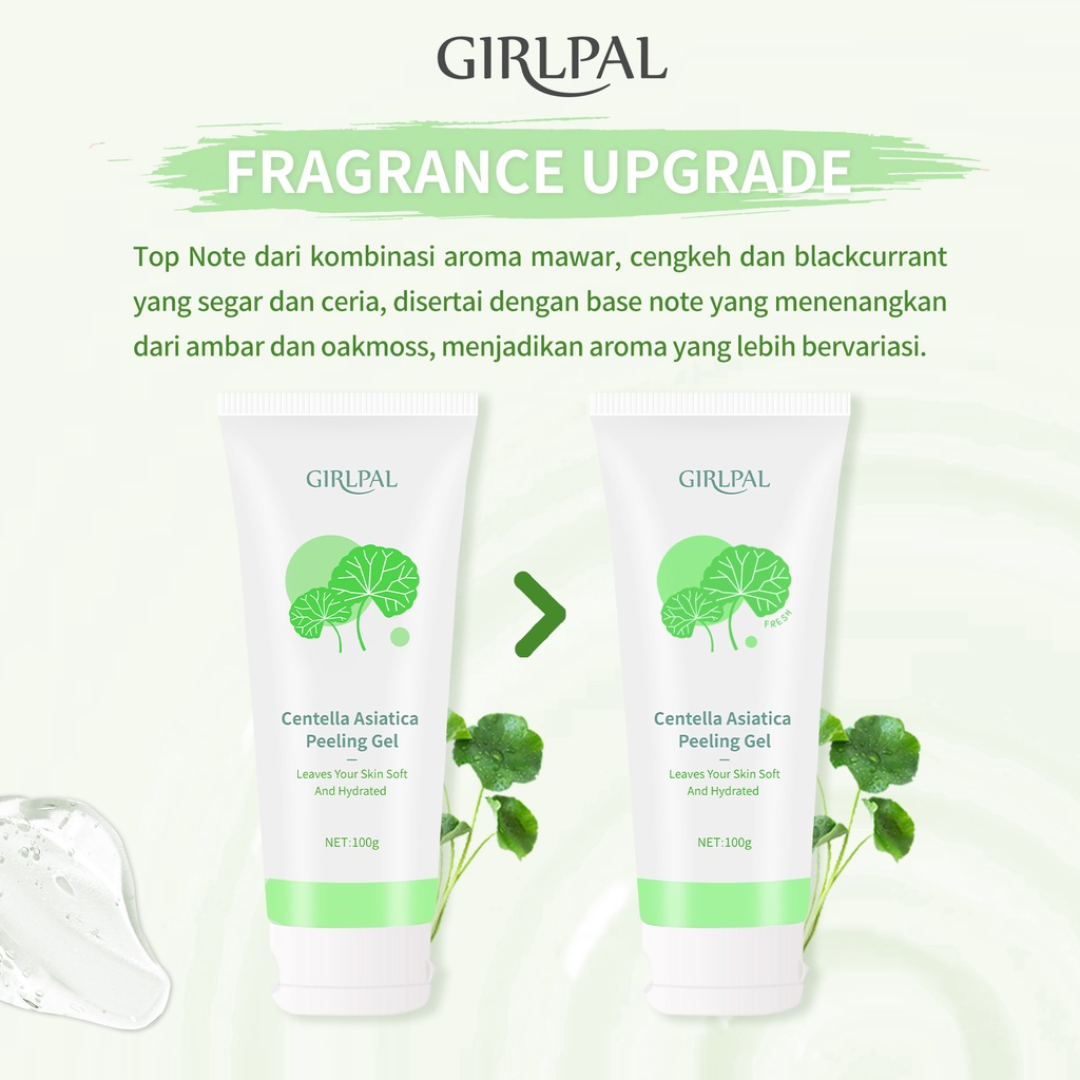 GIRLPAL
FRAGRANCE UPGRADE
Top Note dari kombinasi aroma mawar, cengkeh dan blackcurrant
yang segar dan ceria, disertai dengan base note yang menenangkan
dari ambar dan oakmoss, menjadikan aroma yang lebih bervariasi.
GIRLPAL
Centella Asiatica
Peeling Gel
Leaves Your Skin Soft
And Hydrated
NET:100g
>
GIRLPAL
FRESH
Centella Asiatica
Peeling Gel
Leaves Your Skin Soft
And Hydrated
NET:100g